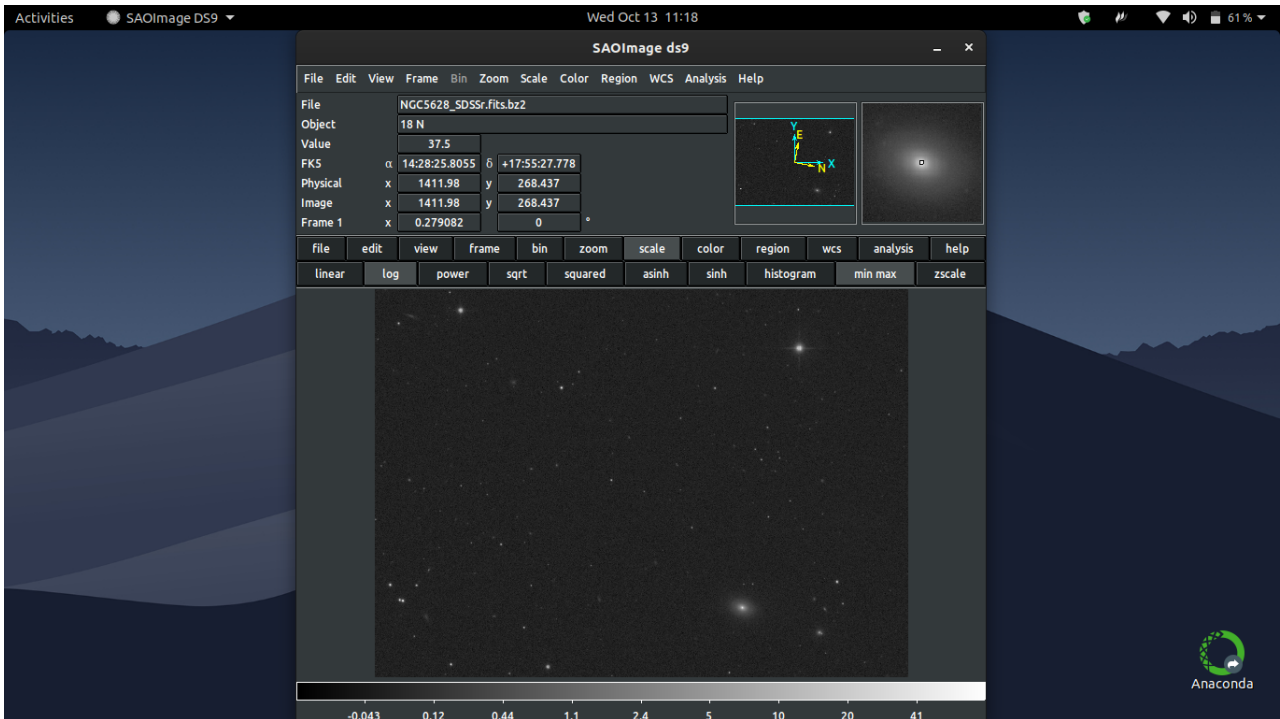 Activities SAOImage DS9 Wed Oct 13 11:18 61 %
SAOImage ds9
File Edit View Frame Bin Zoom Scale Color Region WCS Analysis Help
File NGC5628_SDSSr.fits.bz2
Object 18 N
Value 37.5
FK5 α 14:28:25.8055 δ +17:55:27.778
Physical x 1411.98 y 268.437
Image x 1411.98 y 268.437
Frame 1 x 0.279082 0 °
Y
E
X
N
file edit view frame bin zoom scale color region wcs analysis help
linear log power sqrt squared asinh sinh histogram min max zscale
-0.043 0.12 0.44 1.1 2.4 5 10 20 41
Anaconda